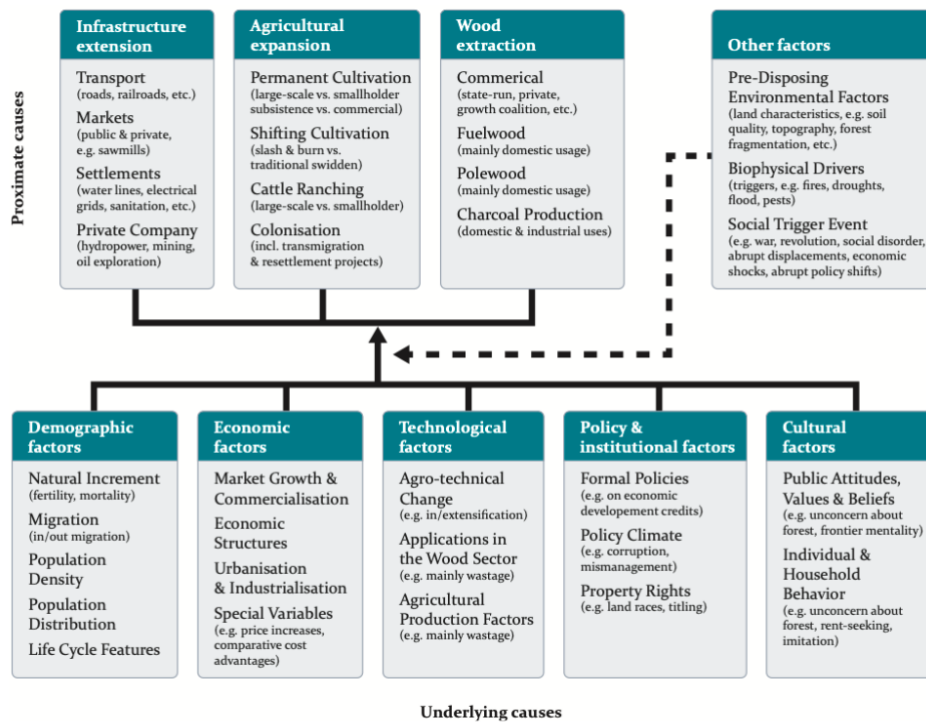 Proximate causes
Infrastructure
extension
Transport
(roads, railroads, etc.)
Markets
(public & private,
e.g. sawmills)
Settlements
(water lines, electrical
grids, sanitation, etc.)
Private Company
(hydropower, mining,
oil exploration)
Agricultural
expansion
Permanent Cultivation
(large-scale vs. smallholder
subsistence vs. commercial)
Shifting Cultivation
(slash & burn vs.
traditional swidden)
Cattle Ranching
(large-scale vs. smallholder)
Colonisation
(incl. transmigration
& resettlement projects)
Wood
extraction
Commerical
(state-run, private,
growth coalition, etc.)
Fuelwood
(mainly domestic usage)
Polewood
(mainly domestic usage)
Charcoal Production
(domestic & industrial uses)
Other factors
Pre-Disposing
Environmental Factors
(land characteristics, e.g. soil
quality, topography, forest
fragmentation, etc.)
Biophysical Drivers
(triggers, e.g. fires, droughts,
flood, pests)
Social Trigger Event
(e.g. war, revolution, social disorder,
abrupt displacements, economic
shocks, abrupt policy shifts)
Demographic
factors
Natural Increment
(fertility, mortality)
Migration
(in/out migration)
Population
Density
Population
Distribution
Life Cycle Features
Economic
factors
Market Growth &
Commercialisation
Economic
Structures
Urbanisation
& Industrialisation
Special Variables
(e.g. price increases,
comparative cost
advantages)
Technological
factors
Agro-technical
Change
(e.g. in/extensification)
Applications in
the Wood Sector
(e.g. mainly wastage)
Agricultural
Production Factors
(e.g. mainly wastage)
Policy &
institutional factors
Formal Policies
(e.g. on economic
developement credits)
Policy Climate
(e.g. corruption,
mismanagement)
Property Rights
(e.g. land races, titling)
Cultural
factors
Public Attitudes,
Values & Beliefs
(e.g. unconcern about
forest, frontier mentality)
Individual &
Household
Behavior
(e.g. unconcern about
forest, rent-seeking,
imitation)
Underlying causes